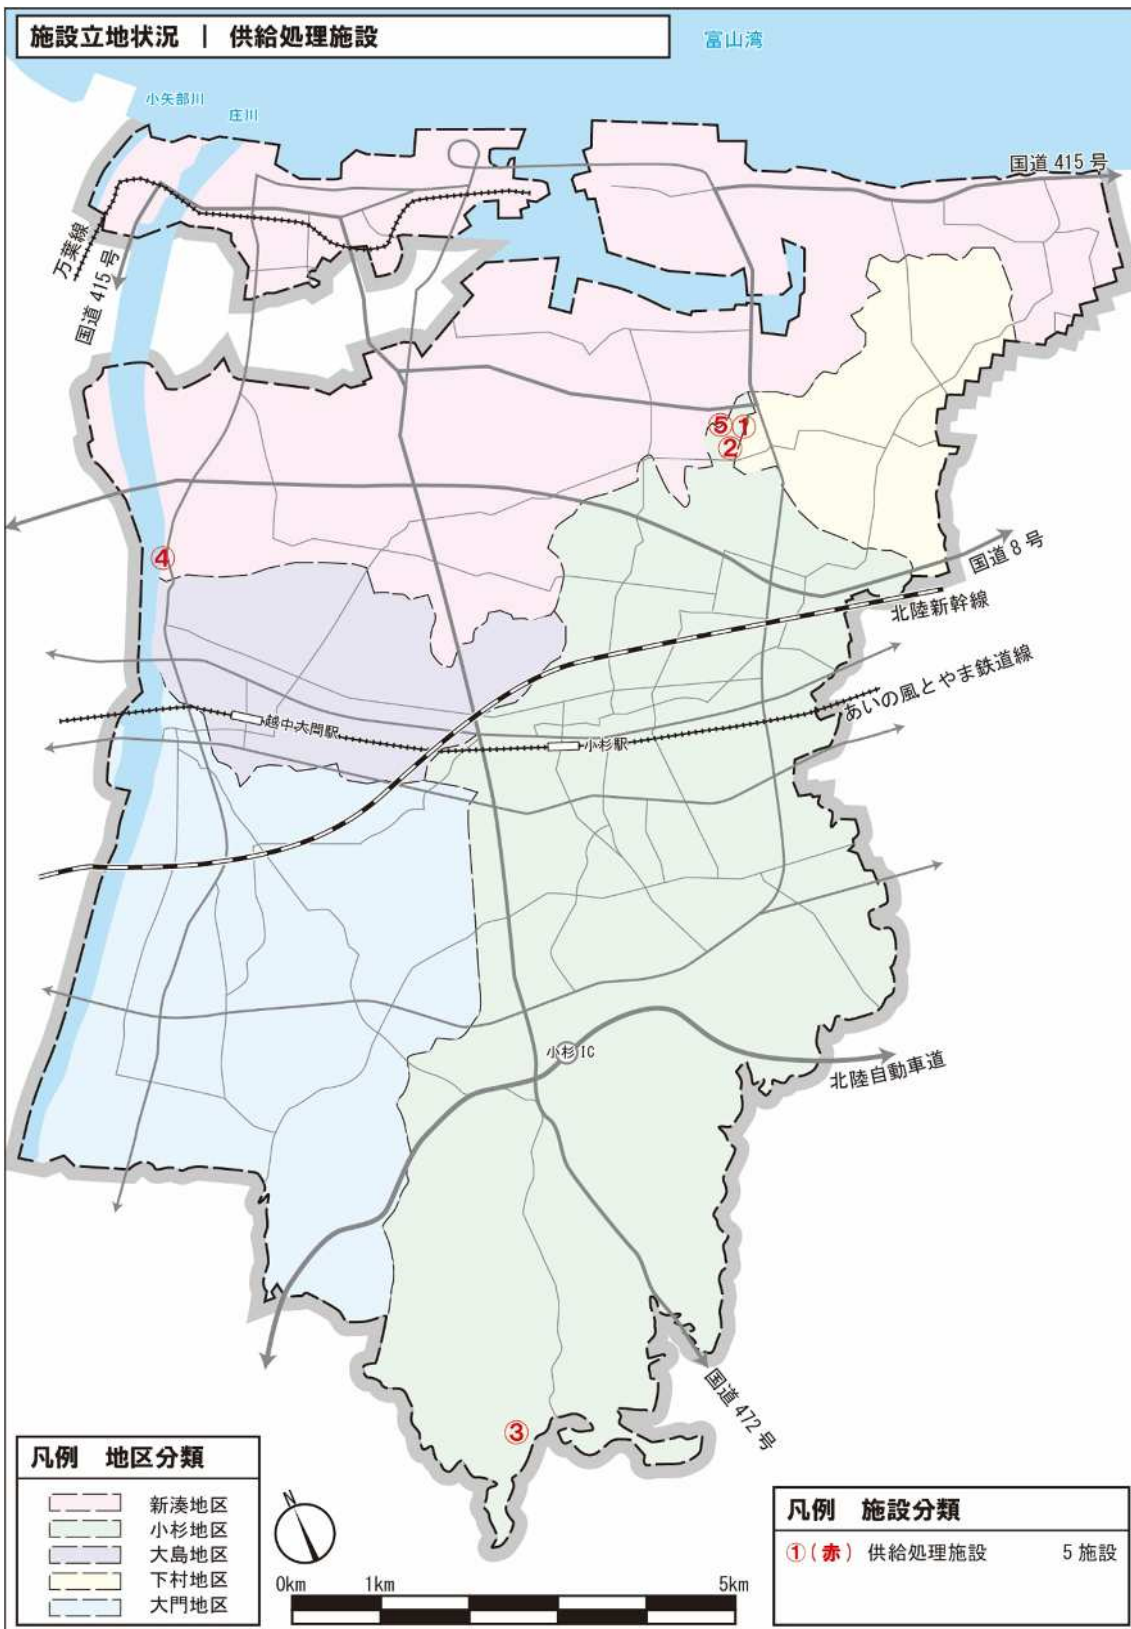 施設立地状況 | 供給処理施設
富山湾
小矢部川
庄川
国道 415 号
万葉線
国道 415 号
⑤ ①
②
④
国道 8 号
北陸新幹線
あいの風とやま鉄道線
越中大門駅
小杉駅
小杉 IC
北陸自動車道
国道 472 号
③
凡例 地区分類
新湊地区
小杉地区
大島地区
下村地区
大門地区
N
0km 1km 5km
凡例 施設分類
①(赤) 供給処理施設 5 施設